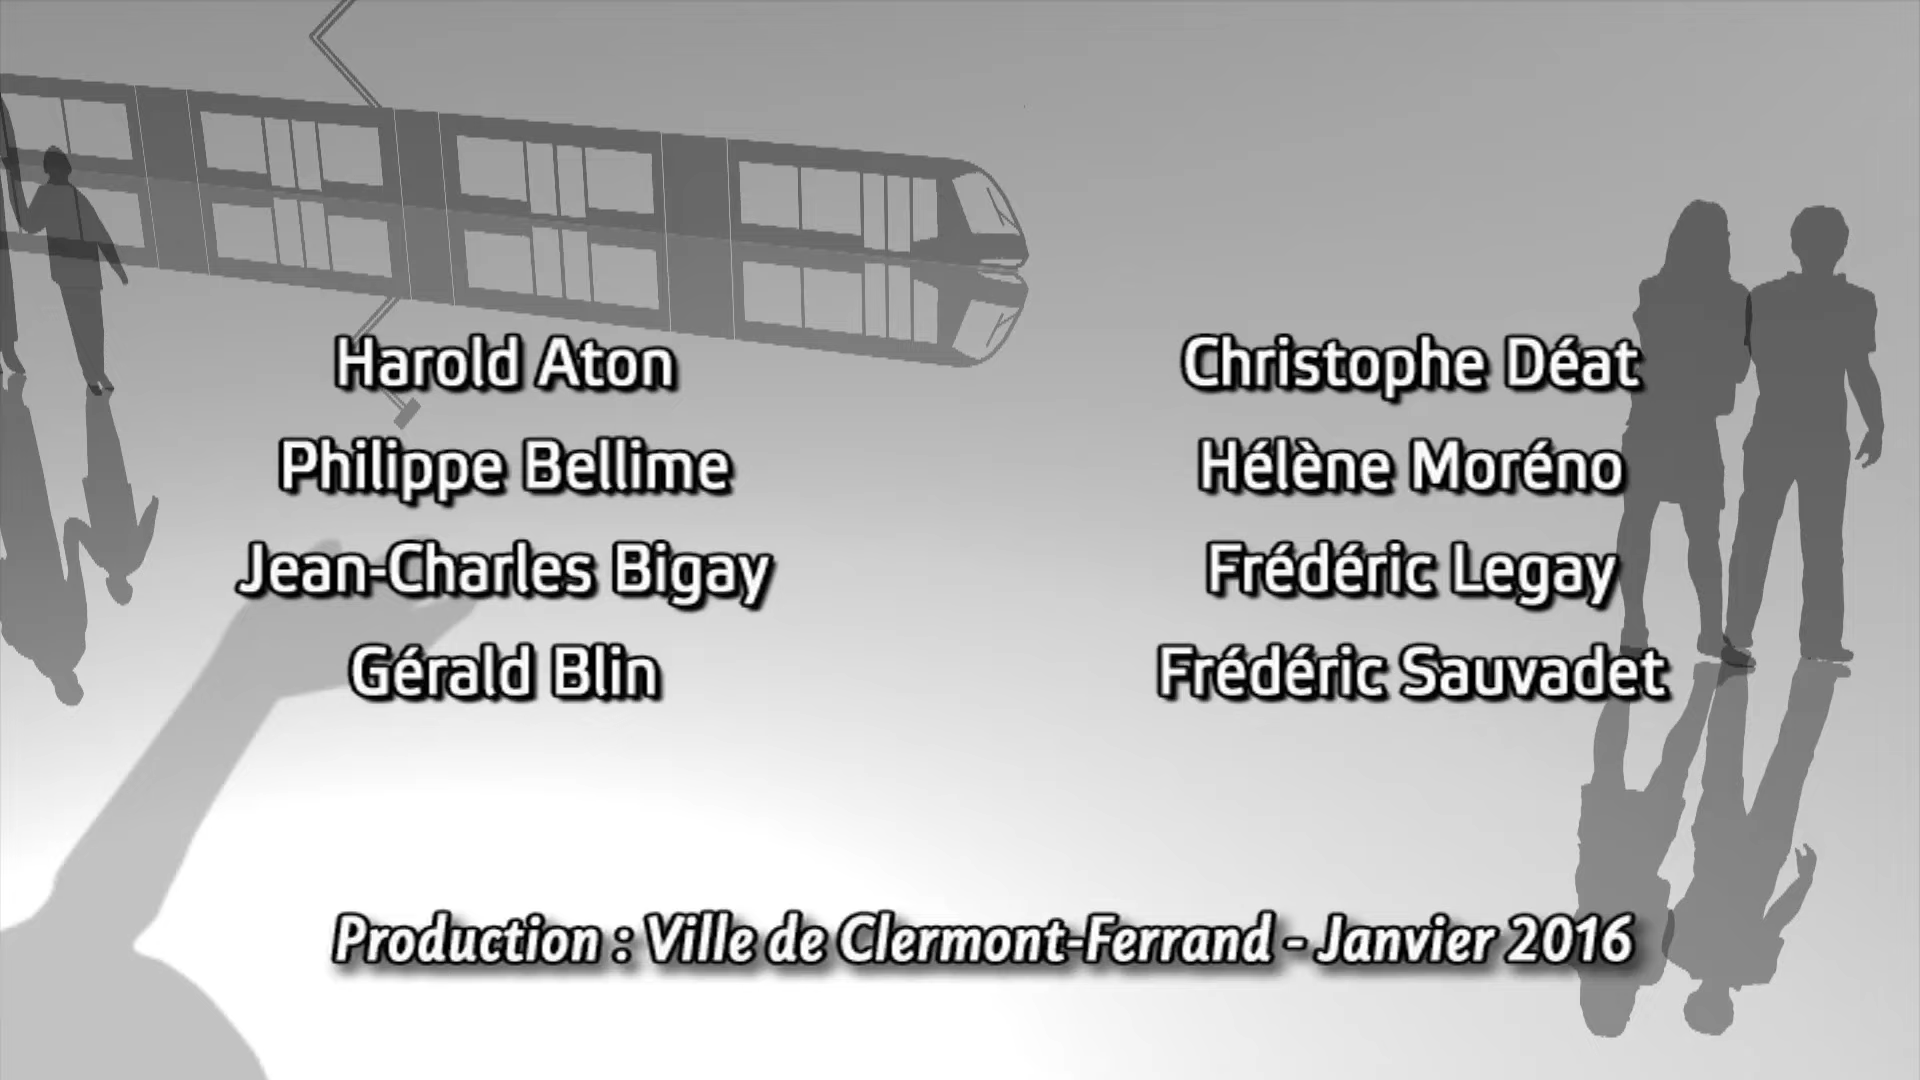 Harold Aton
Philippe Bellime
Jean-Charles Bigay
Gérald Blin
Christophe Déat
Hélène Moréno
Frédéric Legay
Frédéric Sauvadet
Production : Ville de Clermont-Ferrand - Janvier 2016